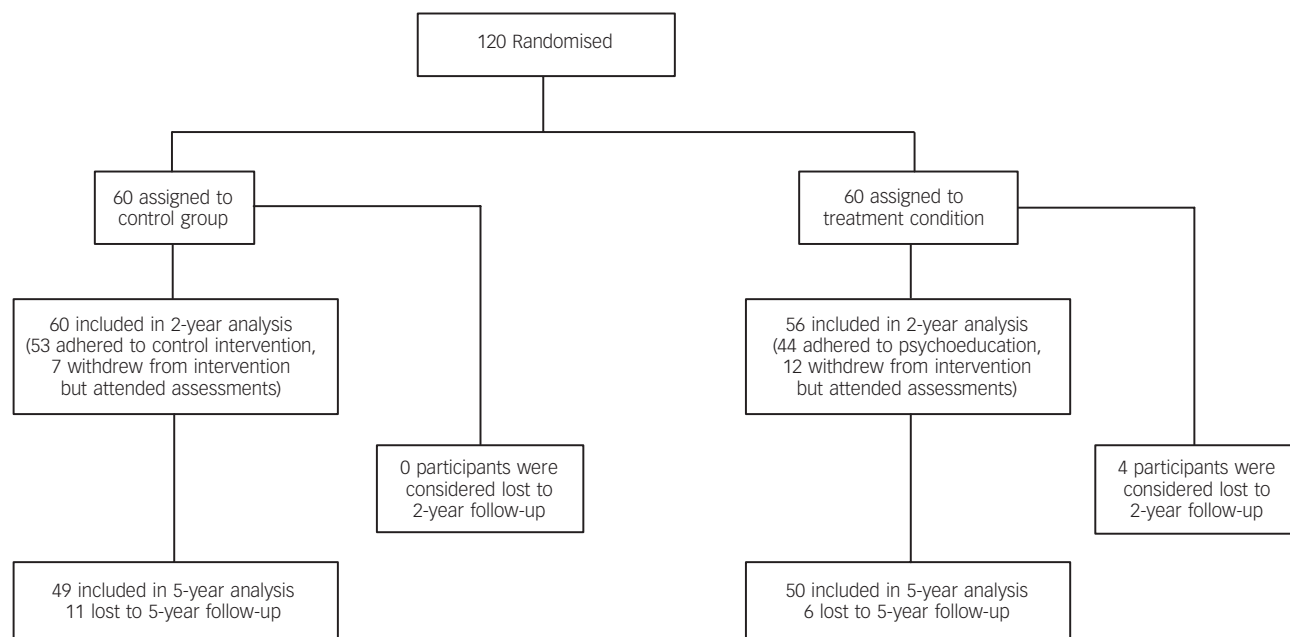 120 Randomised
60 assigned to
control group
60 assigned to
treatment condition
60 included in 2-year analysis
(53 adhered to control intervention,
7 withdrew from intervention
but attended assessments)
56 included in 2-year analysis
(44 adhered to psychoeducation,
12 withdrew from intervention
but attended assessments)
0 participants were
considered lost to
2-year follow-up
4 participants were
considered lost to
2-year follow-up
49 included in 5-year analysis
11 lost to 5-year follow-up
50 included in 5-year analysis
6 lost to 5-year follow-up